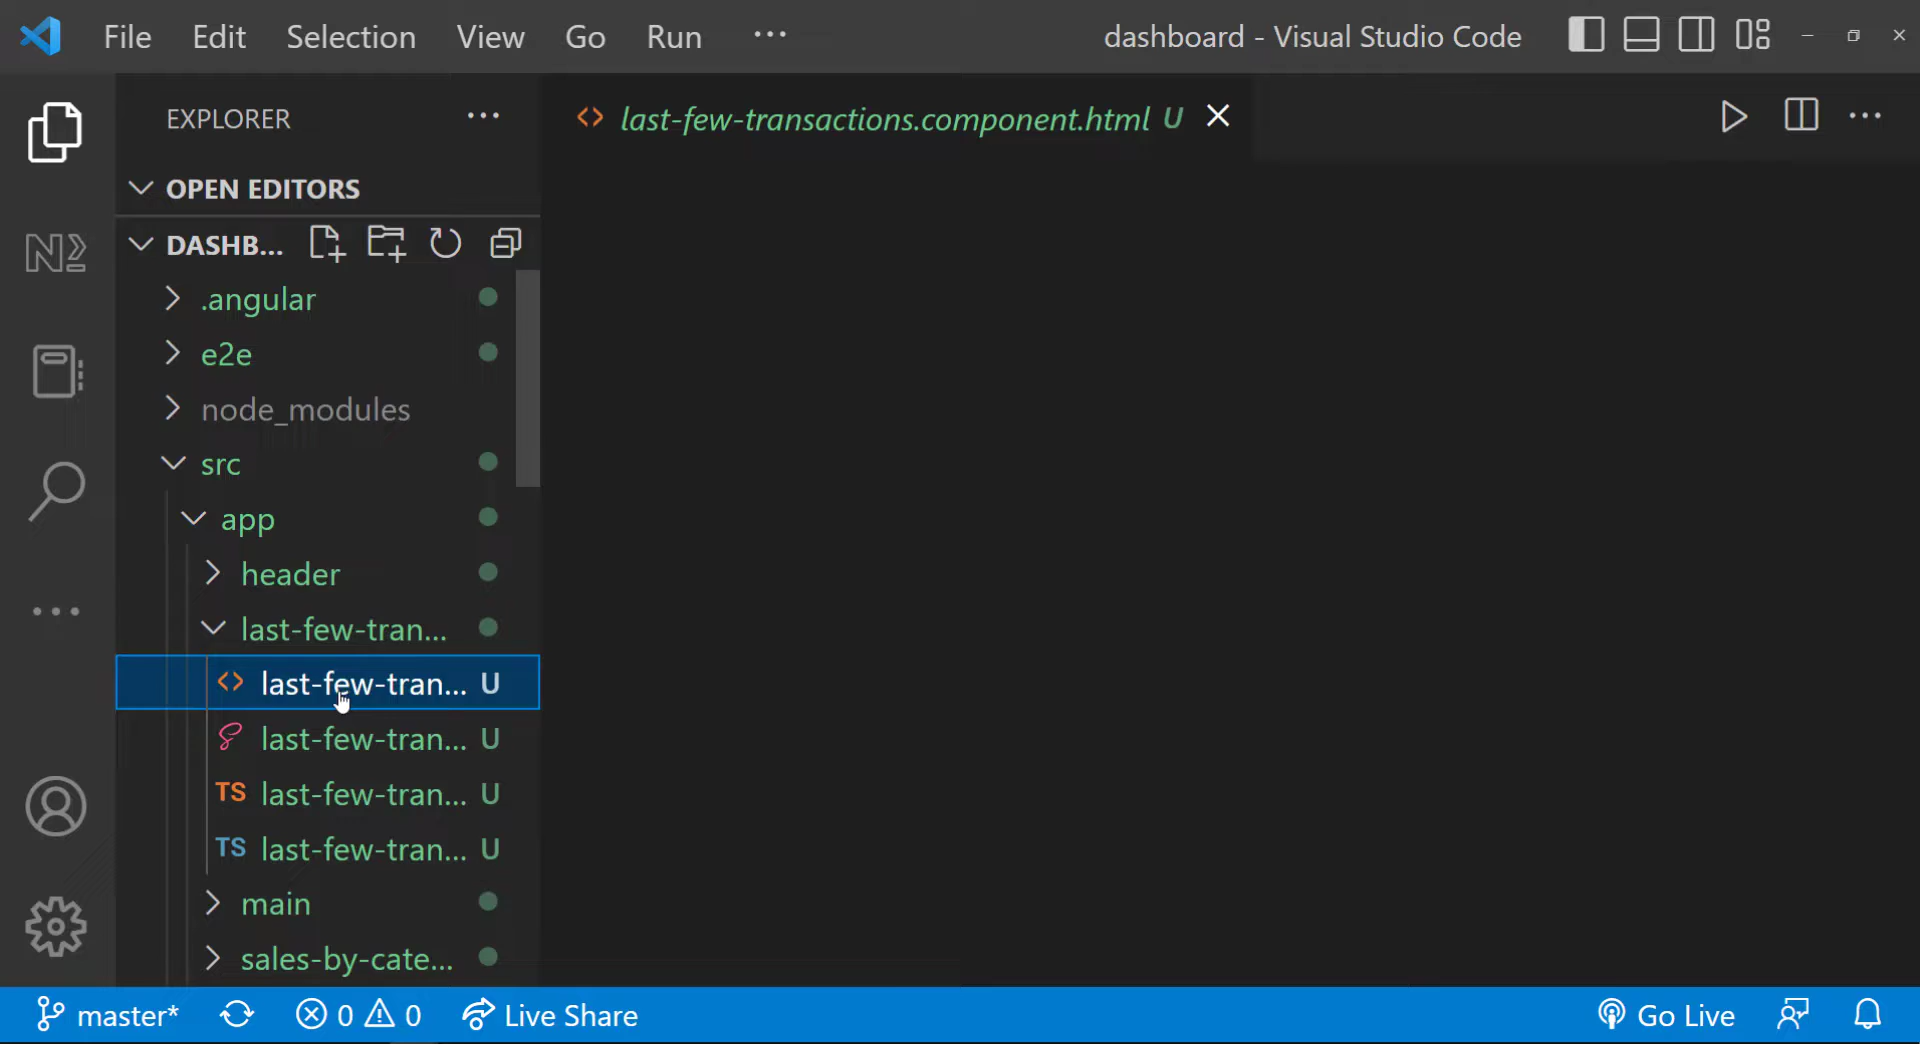 File Edit Selection View Go Run ··· dashboard - Visual Studio Code
EXPLORER ···
<> last-few-transactions.component.html U
OPEN EDITORS
DASHB...
.angular
e2e
node_modules
src
app
header
last-few-tran...
<> last-few-tran... U
last-few-tran... U
TS last-few-tran... U
TS last-few-tran... U
main
sales-by-cate...
master* 0 0 Live Share Go Live